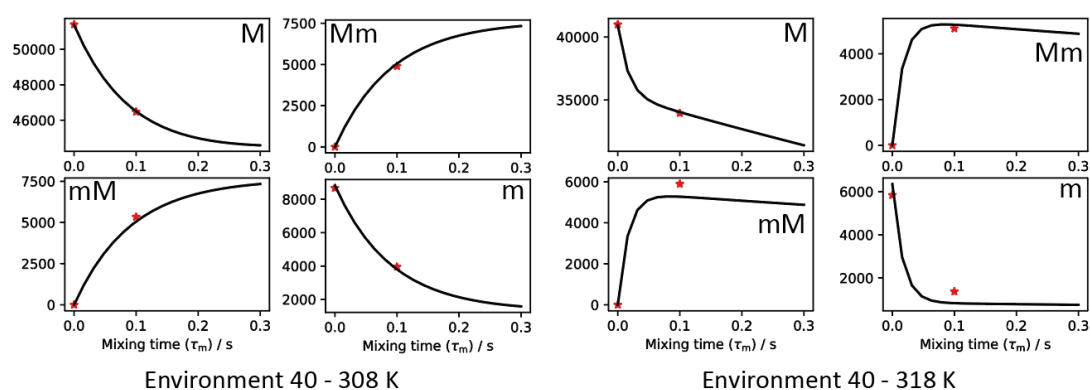 M
50000
48000
46000
0.0 0.1 0.2 0.3
Mm
7500
5000
2500
0
0.0 0.1 0.2 0.3
mM
7500
5000
2500
0
0.0 0.1 0.2 0.3
Mixing time (τm) / s
m
8000
6000
4000
2000
0.0 0.1 0.2 0.3
Mixing time (τm) / s
Environment 40 - 308 K
M
40000
35000
0.0 0.1 0.2 0.3
Mm
4000
2000
0
0.0 0.1 0.2 0.3
mM
6000
4000
2000
0
0.0 0.1 0.2 0.3
Mixing time (τm) / s
m
6000
4000
2000
0
0.0 0.1 0.2 0.3
Mixing time (τm) / s
Environment 40 - 318 K